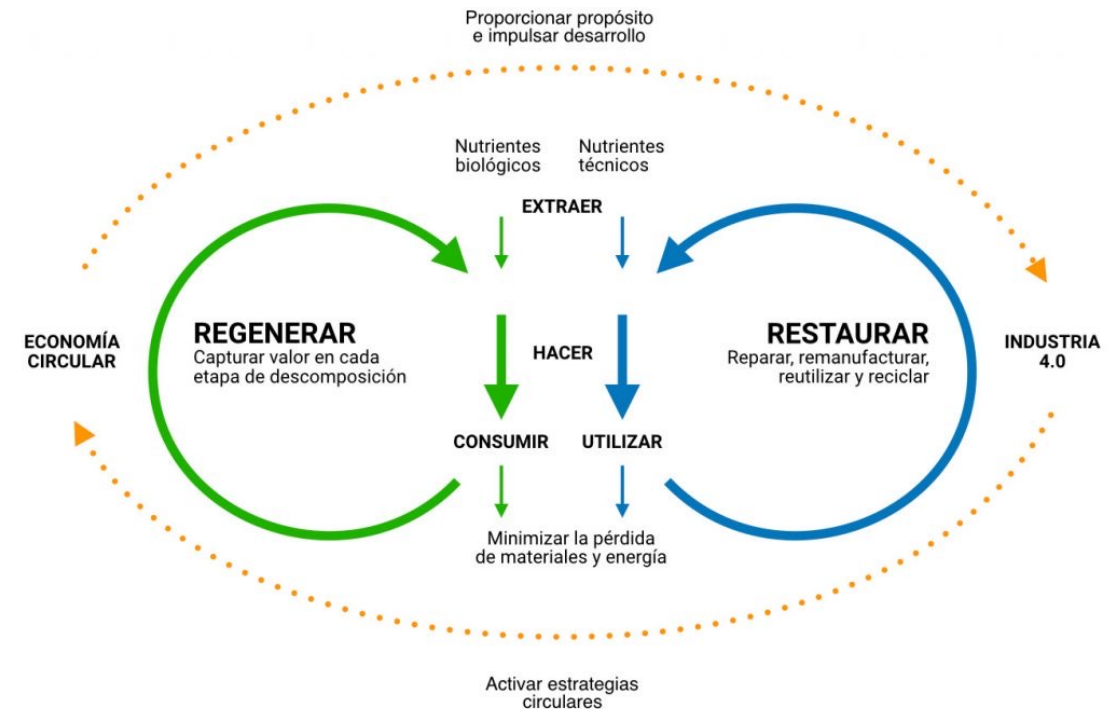 Proporcionar propósito
e impulsar desarrollo
Nutrientes
biológicos
Nutrientes
técnicos
EXTRAER
ECONOMÍA
CIRCULAR
REGENERAR
Capturar valor en cada
etapa de descomposición
HACER
RESTAURAR
Reparar, remanufacturar,
reutilizar y reciclar
INDUSTRIA
4.0
CONSUMIR
UTILIZAR
Minimizar la pérdida
de materiales y energía
Activar estrategias
circulares